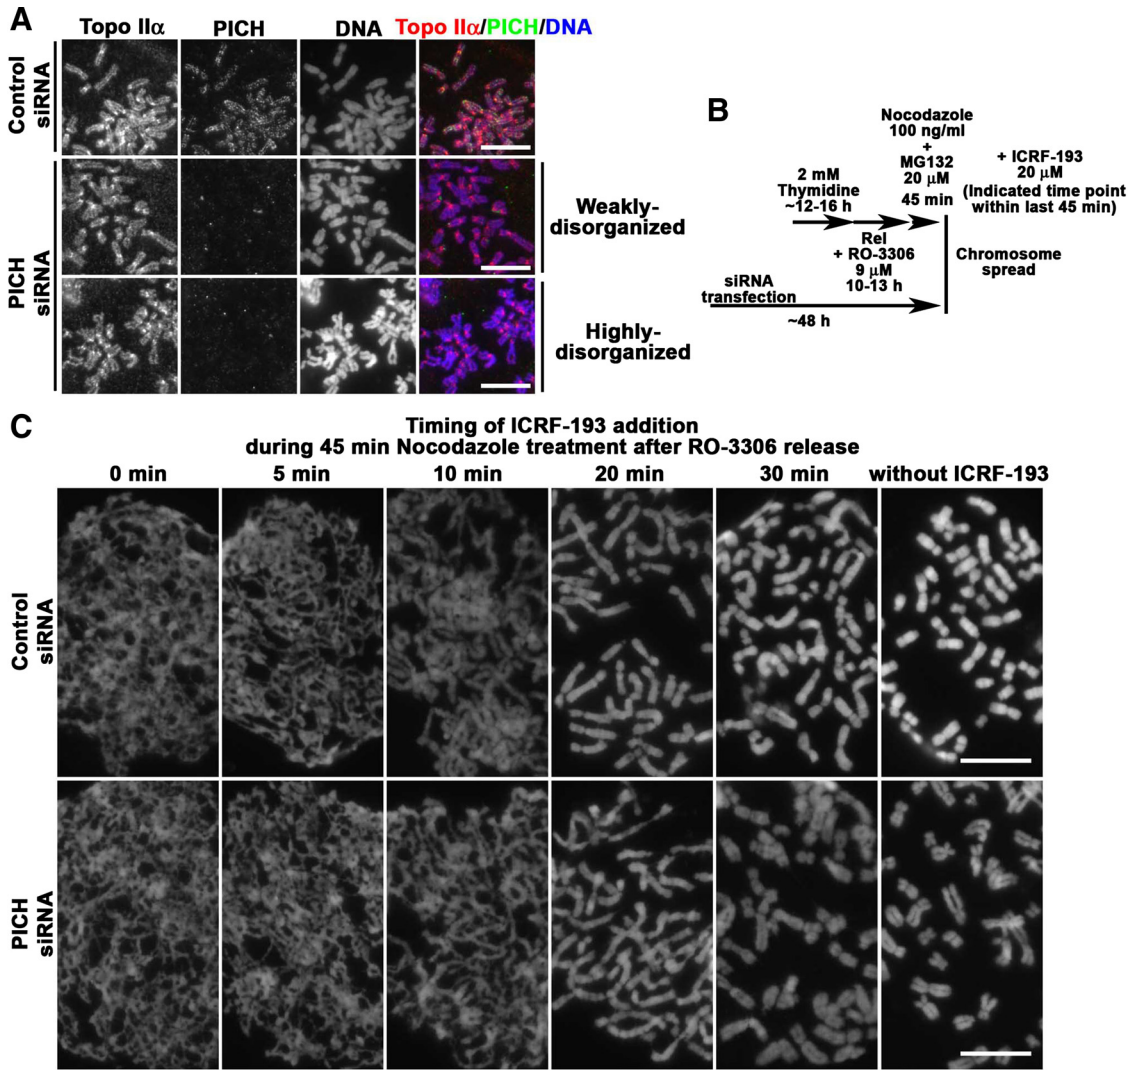 A
Topo IIα PICH DNA Topo IIα/PICH/DNA
Control
siRNA
PICH
siRNA
Weakly-
disorganized
Highly-
disorganized
B
Nocodazole
100 ng/ml
+
MG132
20 μM
45 min
+ ICRF-193
20 μM
(Indicated time point
within last 45 min)
2 mM
Thymidine
~12-16 h
Rel
+ RO-3306
9 μM
10-13 h
Chromosome
spread
siRNA
transfection
~48 h
C
Timing of ICRF-193 addition
during 45 min Nocodazole treatment after RO-3306 release
0 min 5 min 10 min 20 min 30 min without ICRF-193
Control
siRNA
PICH
siRNA